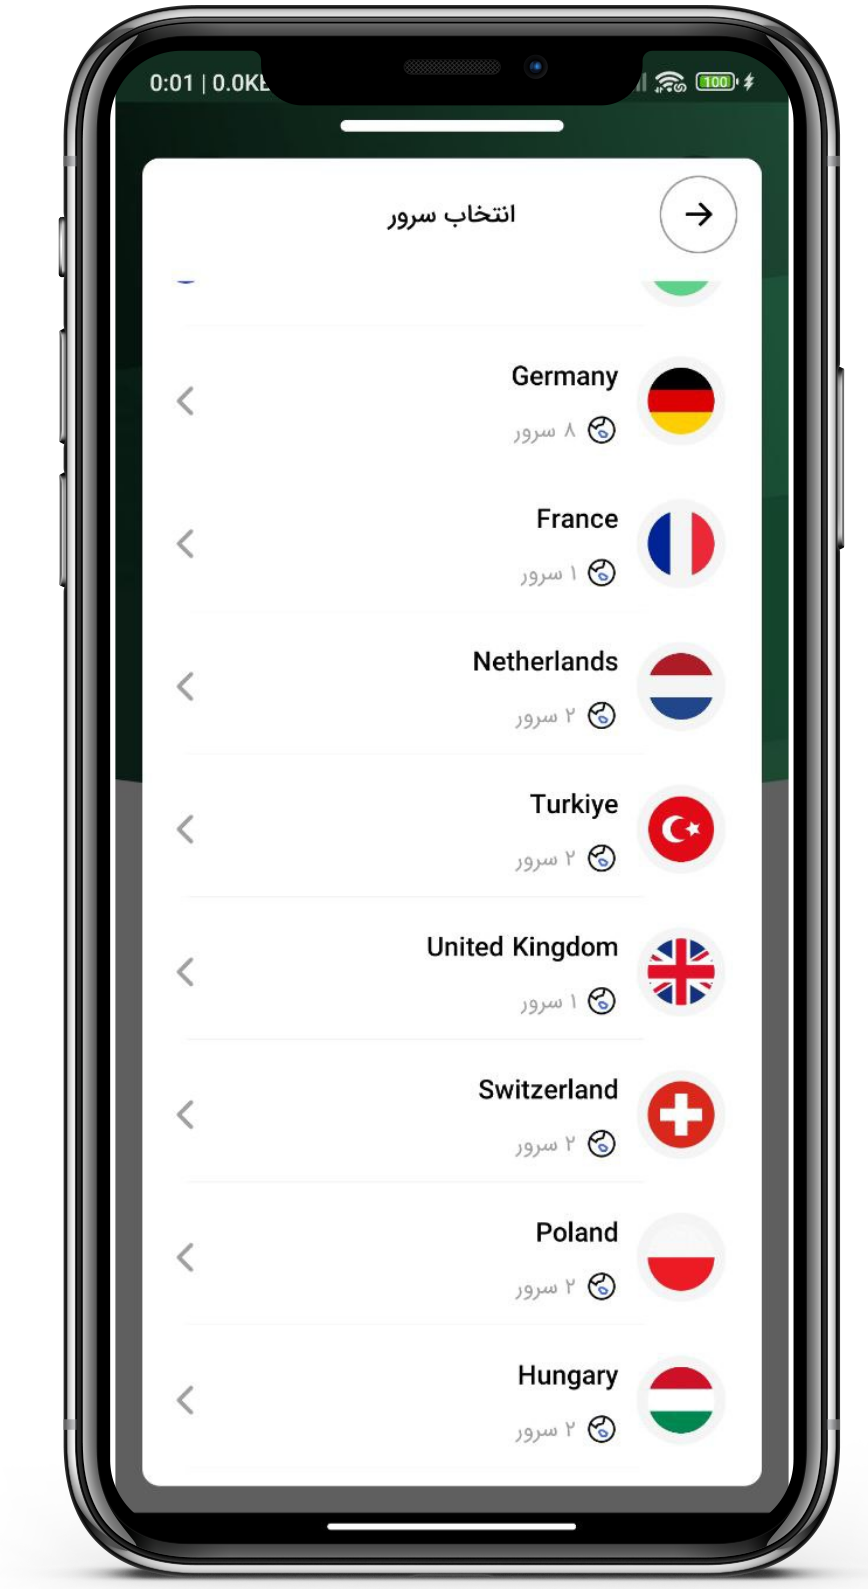 0:01 | 0.0KB
100
انتخاب سرور
Germany
۸ سرور
France
۱ سرور
Netherlands
۲ سرور
Turkiye
۲ سرور
United Kingdom
۱ سرور
Switzerland
۲ سرور
Poland
۲ سرور
Hungary
۲ سرور